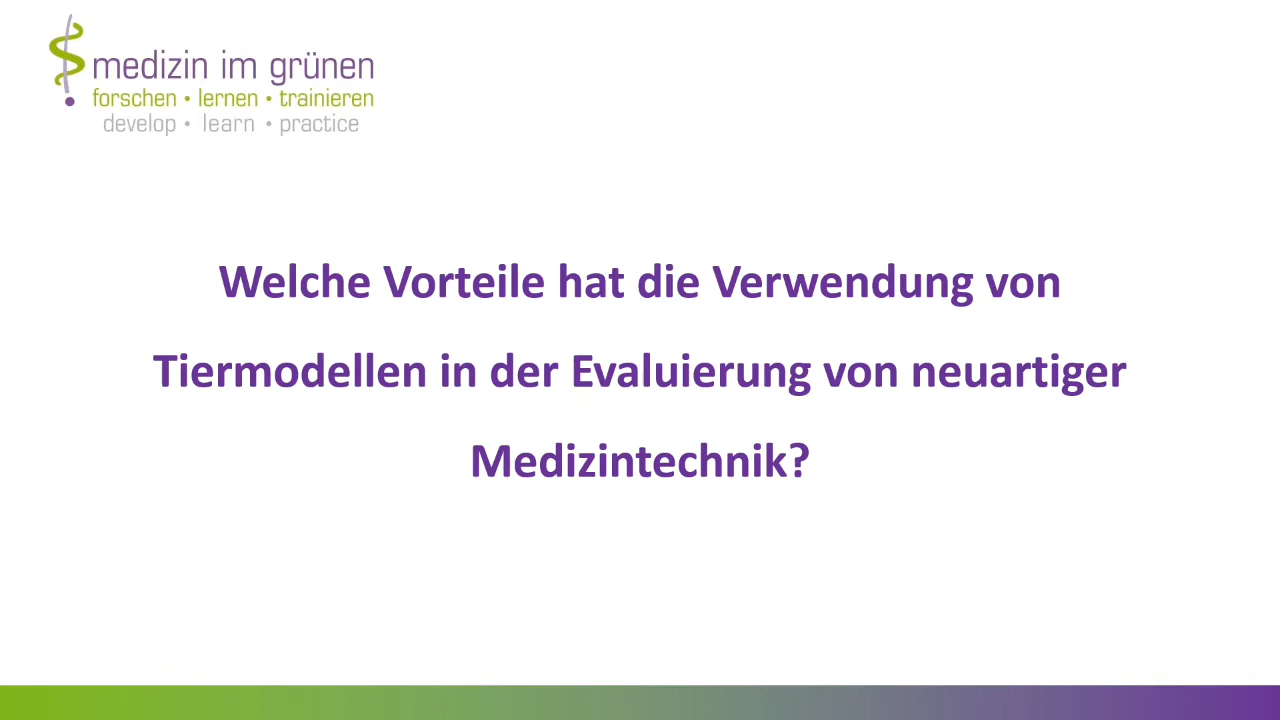 medizin im grünen
forschen • lernen • trainieren
develop • learn • practice
Welche Vorteile hat die Verwendung von
Tiermodellen in der Evaluierung von neuartiger
Medizintechnik?